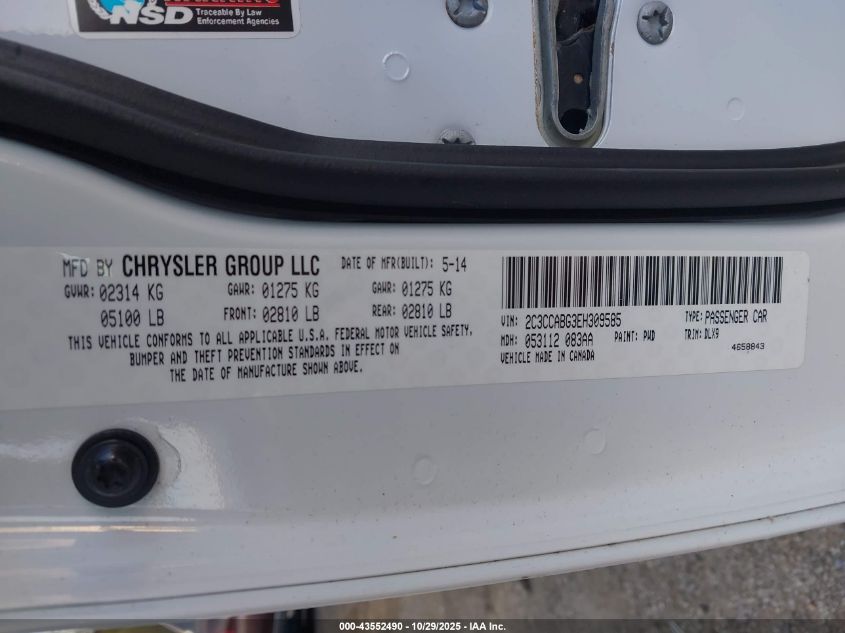 NSD Traceable By Law
Enforcement Agencies
MFD BY CHRYSLER GROUP LLC DATE OF MFR(BUILT): 5-14
GVWR: 02314 KG GAWR: 01275 KG GAWR: 01275 KG
05100 LB FRONT: 02810 LB REAR: 02810 LB
THIS VEHICLE CONFORMS TO ALL APPLICABLE U.S.A. FEDERAL MOTOR VEHICLE SAFETY,
BUMPER AND THEFT PREVENTION STANDARDS IN EFFECT ON
THE DATE OF MANUFACTURE SHOWN ABOVE.
VIN: 2C3CCABG3EH309585 TYPE: PASSENGER CAR
MDH: 053112 083AA PAINT: PWD TRIM: DLX9
VEHICLE MADE IN CANADA 4658843
000-43552490 - 10/29/2025 - IAA Inc.